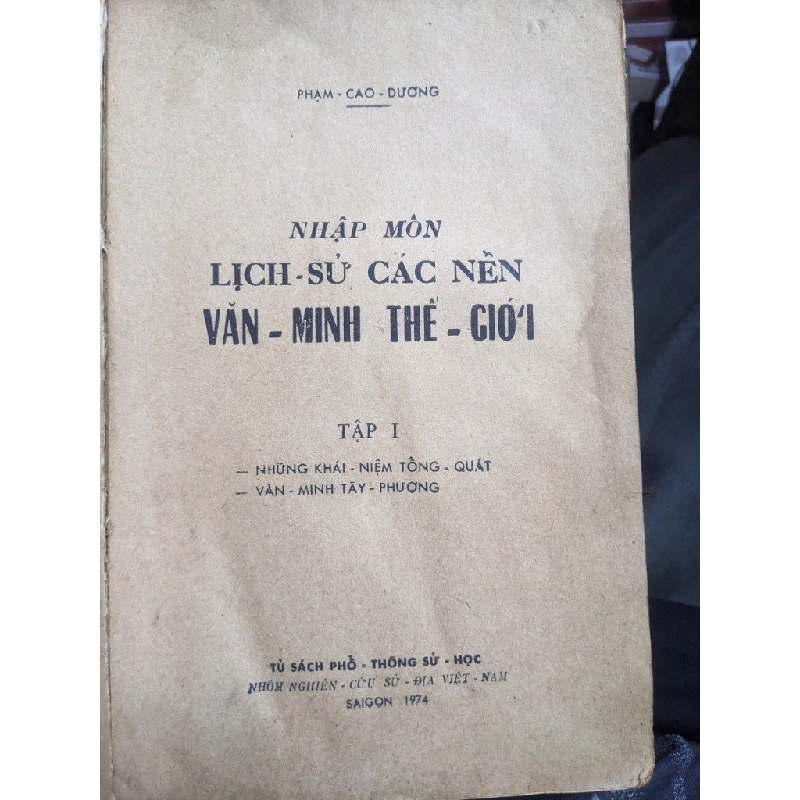 PHẠM - CAO - DƯƠNG
NHẬP MÔN
LỊCH - SỬ CÁC NỀN
VĂN - MINH THẾ - GIỚI
TẬP I
— NHỮNG KHÁI - NIỆM TỔNG - QUÁT
— VĂN - MINH TÂY - PHƯƠNG
TỦ SÁCH PHỔ - THÔNG SỬ - HỌC
NHÓM NGHIÊN - CỨU SỬ - ĐỊA VIỆT - NAM
SAIGON 1974